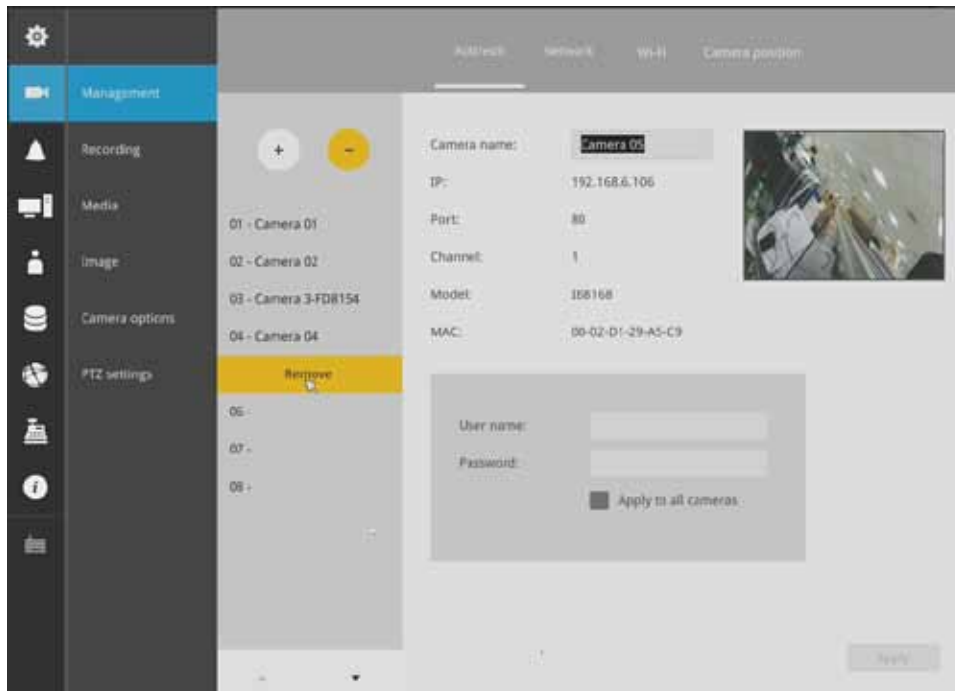 Address
Network
Wi-Fi
Camera position
Management
Recording
Media
Image
Camera options
PTZ settings
+
-
01 - Camera 01
02 - Camera 02
03 - Camera 3-FD8154
04 - Camera 04
Remove
06 -
07 -
08 -
Camera name: Camera 05
IP: 192.168.6.106
Port: 80
Channel: 1
Model: I68168
MAC: 00-02-D1-29-A5-C9
User name:
Password:
Apply to all cameras
Apply